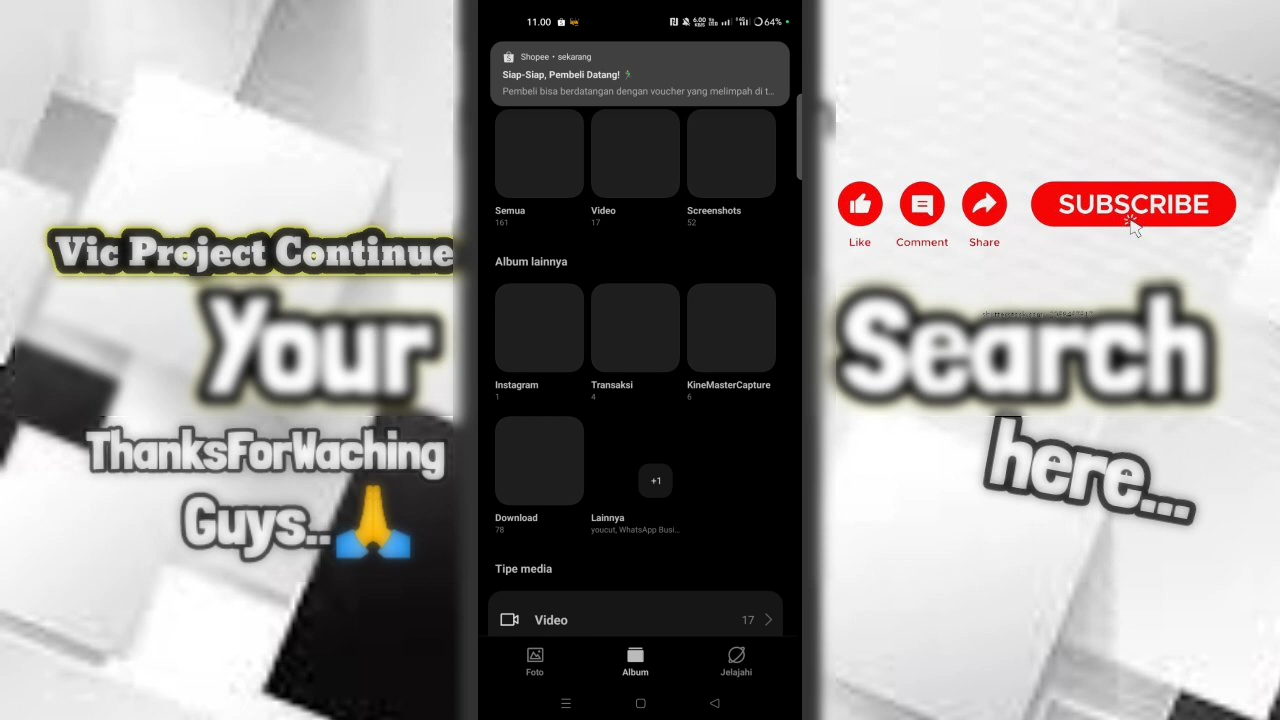 11.00
6.00
KB/S
64%
Shopee • sekarang
Siap-Siap, Pembeli Datang!
Pembeli bisa berdatangan dengan voucher yang melimpah di t...
Semua
161
Video
17
Screenshots
52
Album lainnya
Instagram
1
Transaksi
4
KineMasterCapture
6
Download
78
+1
Lainnya
youcut, WhatsApp Busi...
Tipe media
Video
17
Foto
Album
Jelajahi
Vic Project Continue
Your
ThanksForWaching
Guys..🙏
SUBSCRIBE
Like
Comment
Share
Search
here...